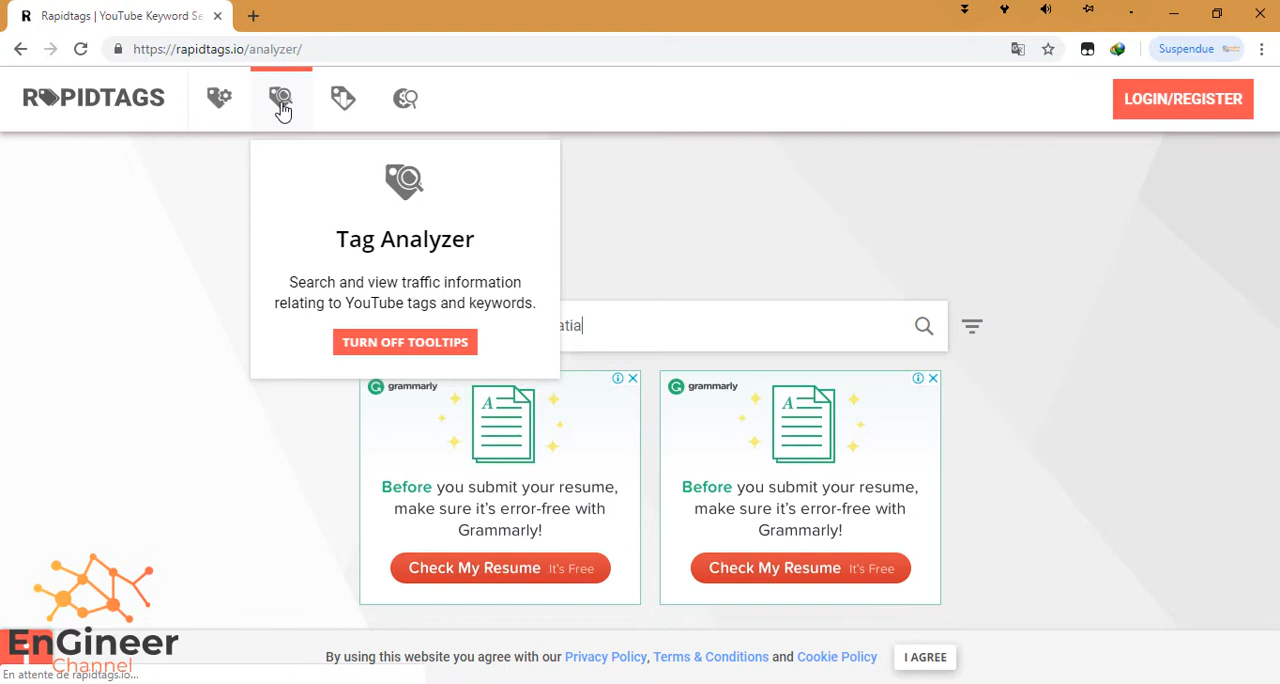 Rapidtags | YouTube Keyword Se
https://rapidtags.io/analyzer/
Suspendue
RAPIDTAGS
LOGIN/REGISTER
Tag Analyzer
Search and view traffic information
relating to YouTube tags and keywords.
TURN OFF TOOLTIPS
atia
grammarly
Before you submit your resume,
make sure it's error-free with
Grammarly!
Check My Resume It's Free
grammarly
Before you submit your resume,
make sure it's error-free with
Grammarly!
Check My Resume It's Free
EnGineer
Channel
By using this website you agree with our Privacy Policy, Terms & Conditions and Cookie Policy
I AGREE
En attente de rapidtags.io...